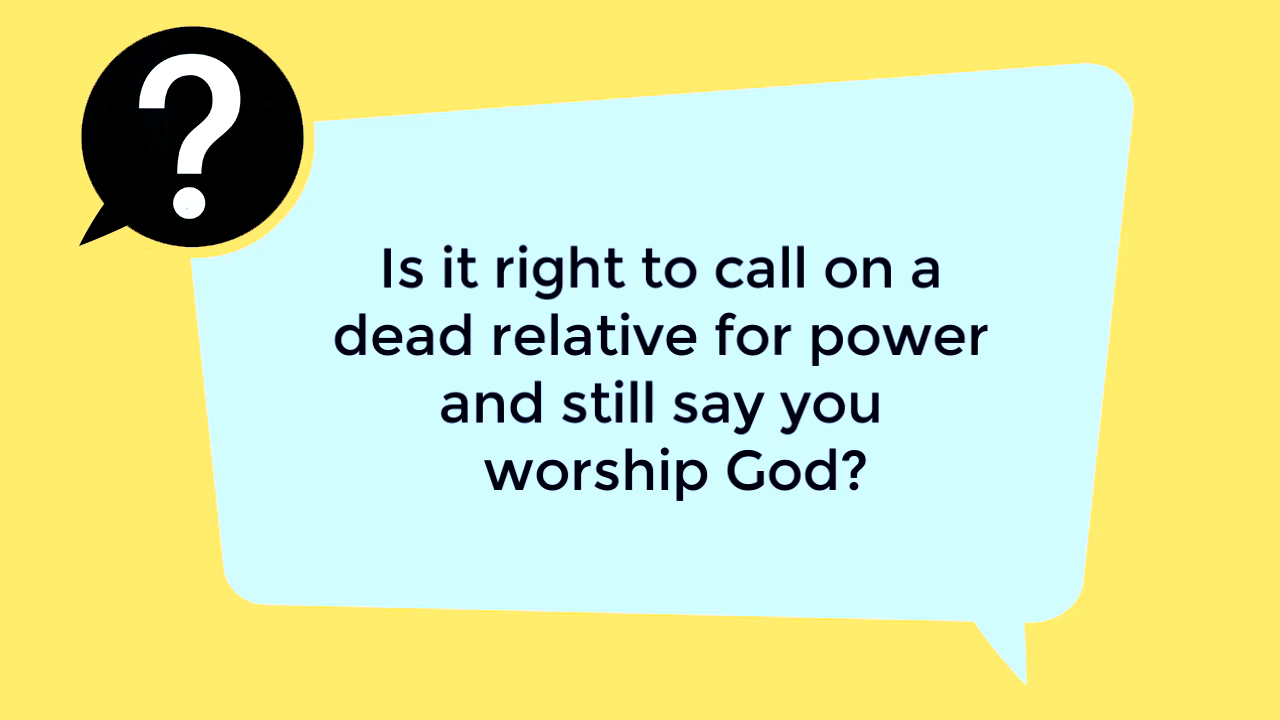 ?
Is it right to call on a
dead relative for power
and still say you
worship God?